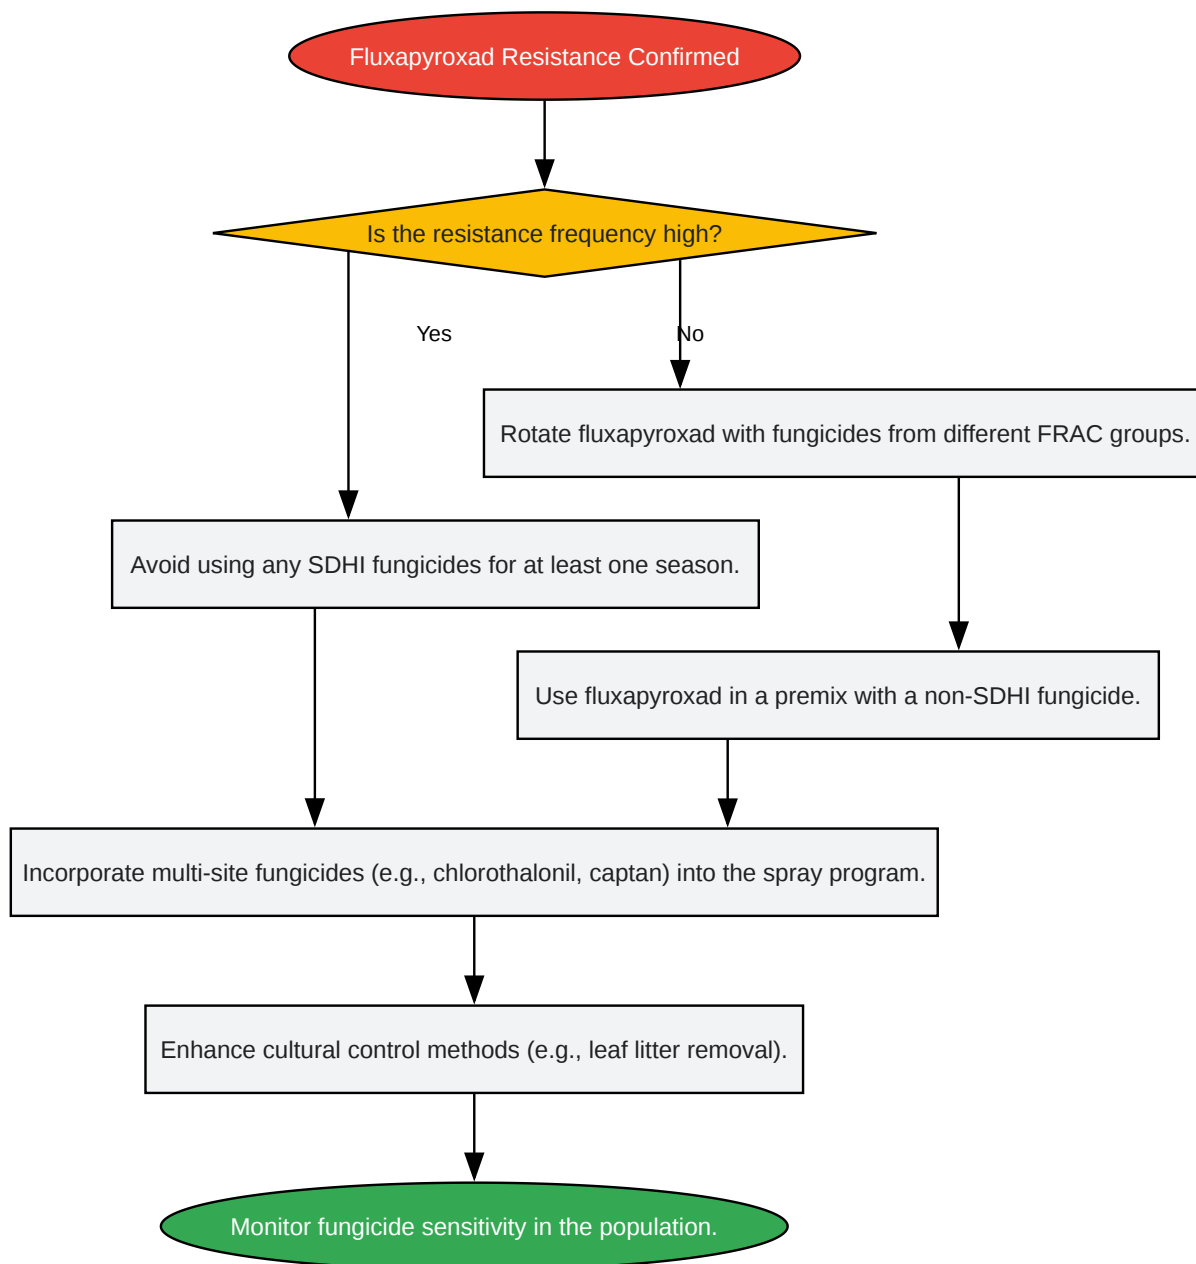 Fluxapyroxad Resistance Confirmed
Is the resistance frequency high?
Yes
No
Rotate fluxapyroxad with fungicides from different FRAC groups.
Avoid using any SDHI fungicides for at least one season.
Use fluxapyroxad in a premix with a non-SDHI fungicide.
Incorporate multi-site fungicides (e.g., chlorothalonil, captan) into the spray program.
Enhance cultural control methods (e.g., leaf litter removal).
Monitor fungicide sensitivity in the population.